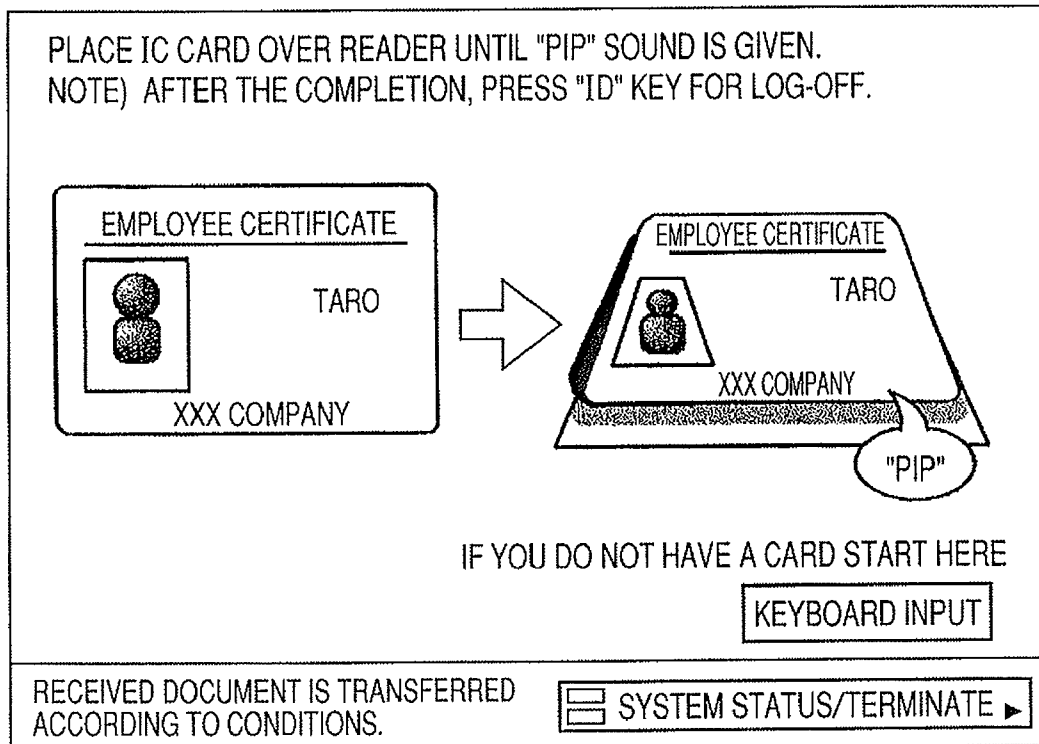 PLACE IC CARD OVER READER UNTIL "PIP" SOUND IS GIVEN.
NOTE) AFTER THE COMPLETION, PRESS "ID" KEY FOR LOG-OFF.
EMPLOYEE CERTIFICATE
TARO
XXX COMPANY
EMPLOYEE CERTIFICATE
TARO
XXX COMPANY
"PIP"
IF YOU DO NOT HAVE A CARD START HERE
KEYBOARD INPUT
RECEIVED DOCUMENT IS TRANSFERRED
ACCORDING TO CONDITIONS.
SYSTEM STATUS/TERMINATE ▶